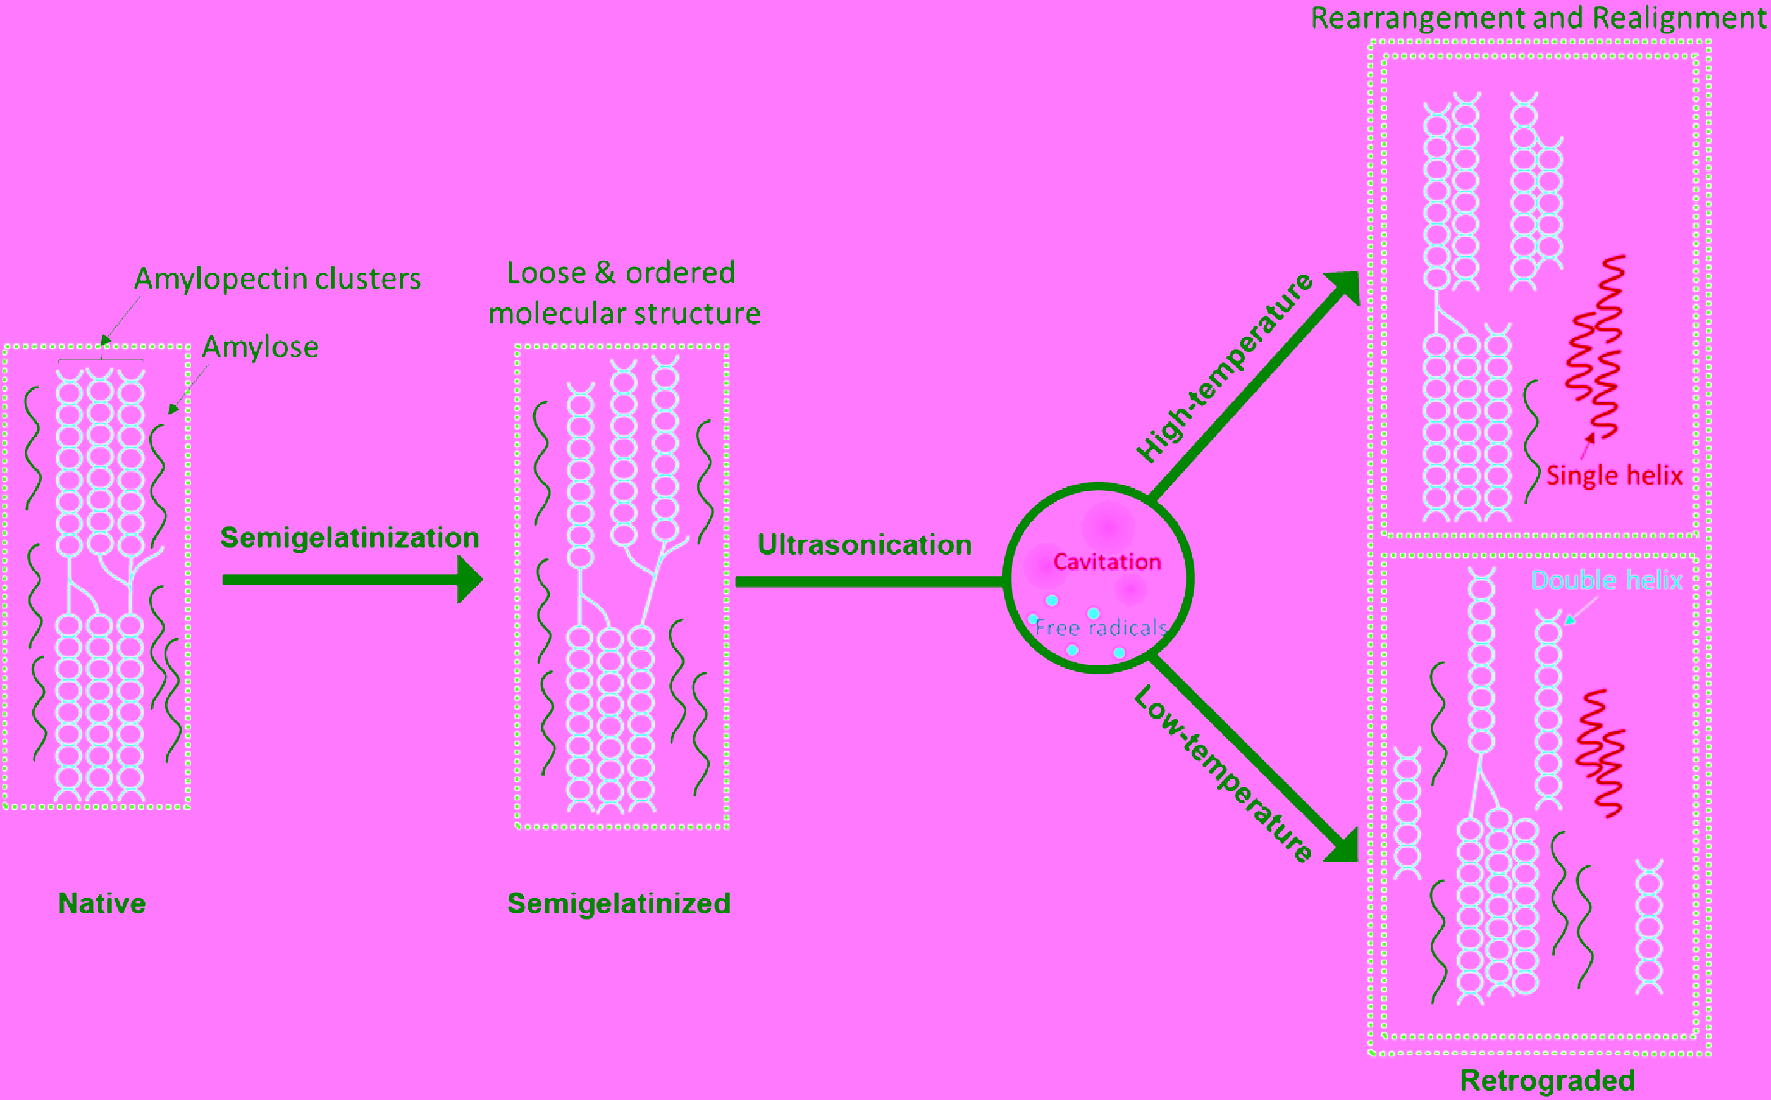 Rearrangement and Realignment
Amylopectin clusters
Amylose
Loose & ordered
molecular structure
Semigelatinization
Ultrasonication
Cavitation
Free radicals
High-temperature
Low-temperature
Single helix
Double helix
Native
Semigelatinized
Retrograded